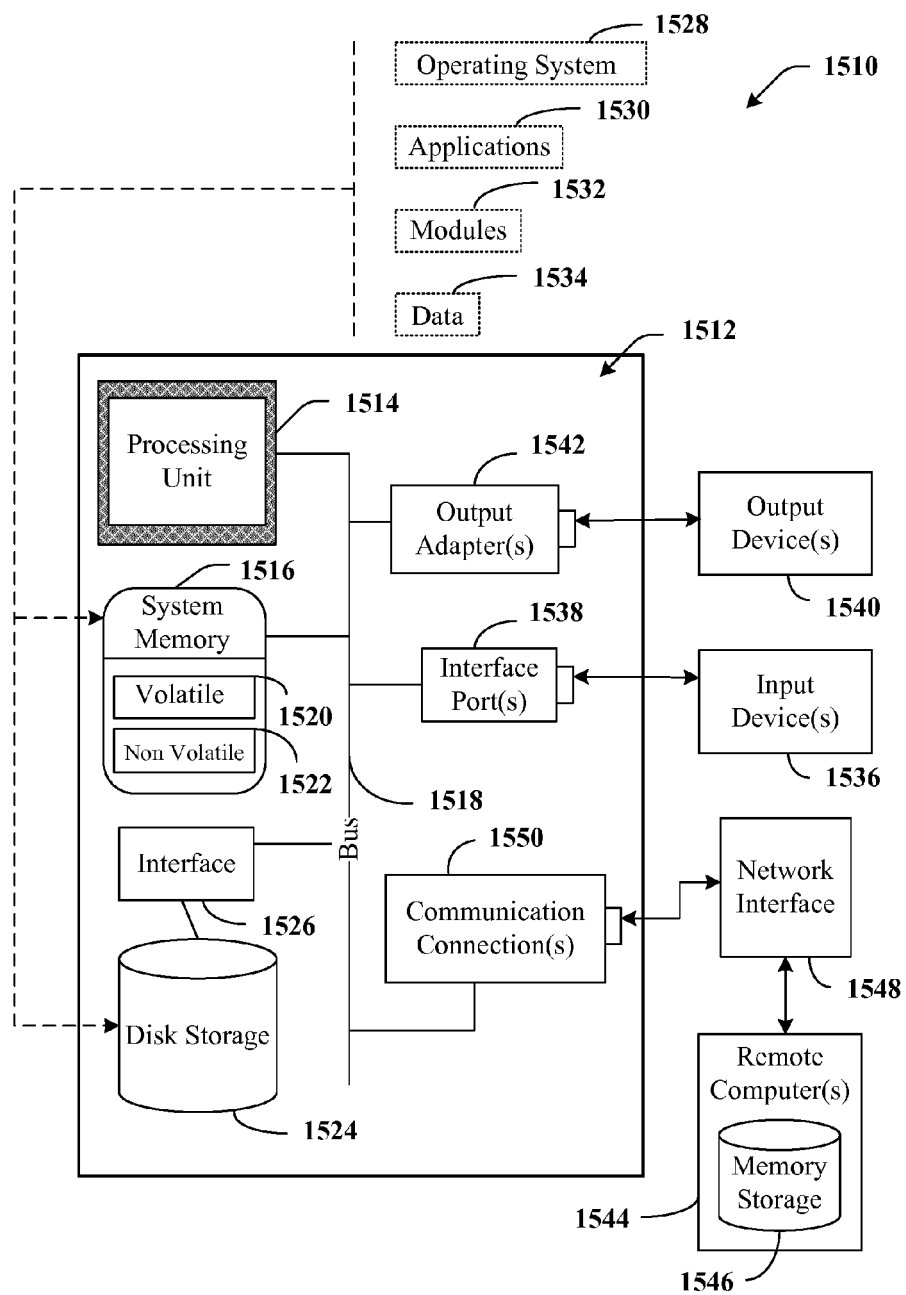 1528
Operating System
1510
1530
Applications
1532
Modules
1534
Data
1512
1514
Processing
Unit
1542
Output
Adapter(s)
Output
Device(s)
1540
1516
System
Memory
Volatile
1520
Non Volatile
1522
1538
Interface
Port(s)
Input
Device(s)
1536
1518
Bus
1550
Communication
Connection(s)
Network
Interface
1548
Interface
1526
Disk Storage
1524
Remote
Computer(s)
Memory
Storage
1544
1546